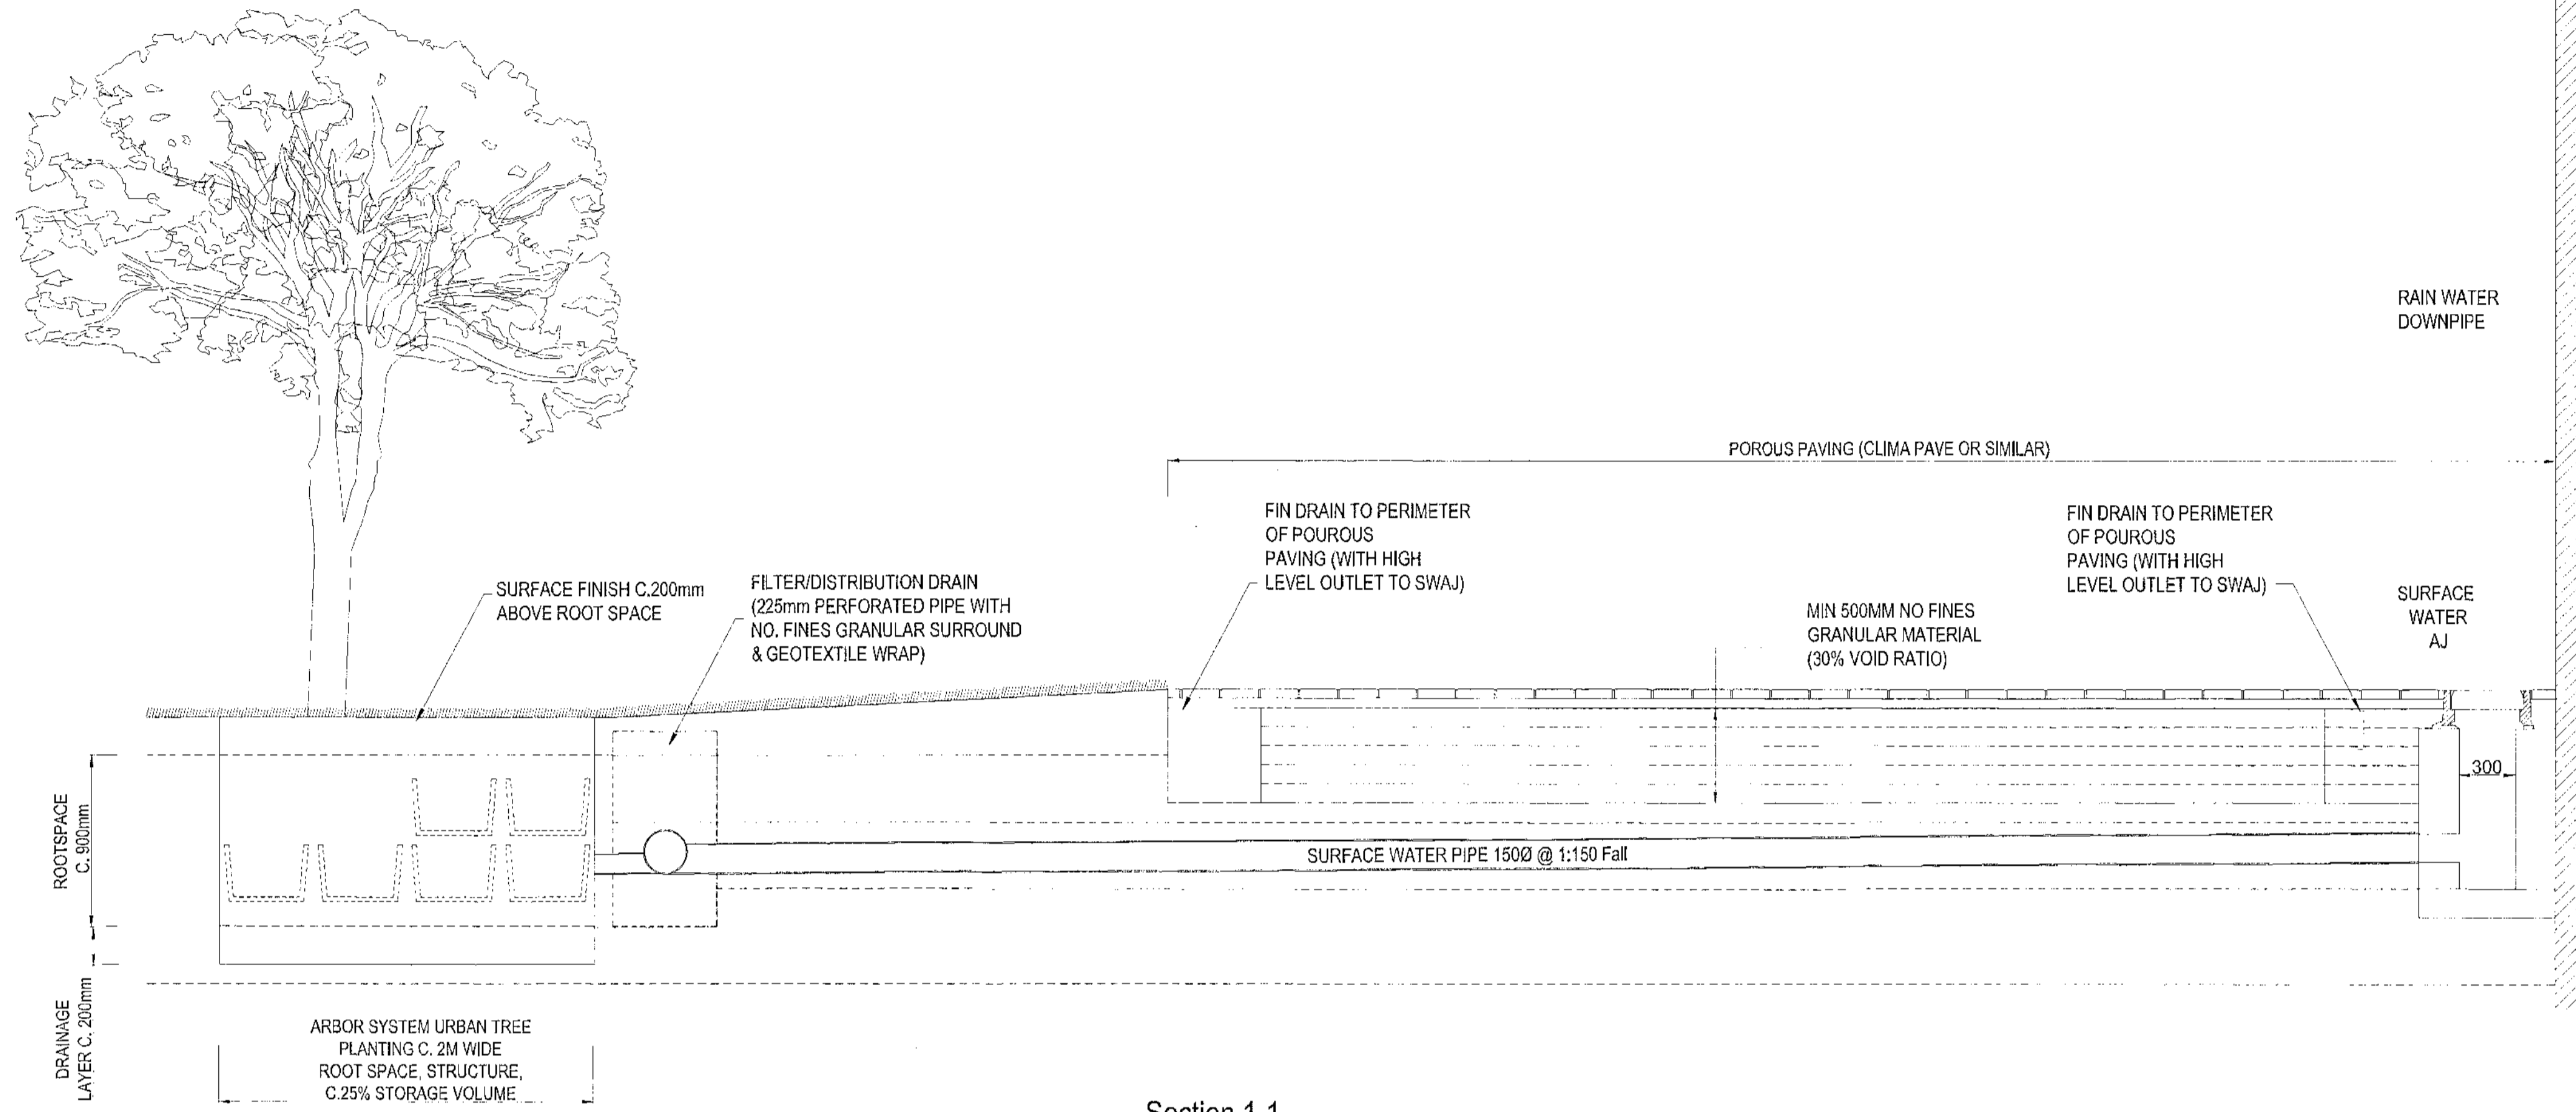 RAIN WATER
DOWNPIPE
POROUS PAVING (CLIMA PAVE OR SIMILAR)
FIN DRAIN TO PERIMETER
OF POUROUS
PAVING (WITH HIGH
LEVEL OUTLET TO SWAJ)
FIN DRAIN TO PERIMETER
OF POUROUS
PAVING (WITH HIGH
LEVEL OUTLET TO SWAJ)
SURFACE FINISH C.200mm
ABOVE ROOT SPACE
FILTER/DISTRIBUTION DRAIN
(225mm PERFORATED PIPE WITH
NO. FINES GRANULAR SURROUND
& GEOTEXTILE WRAP)
MIN 500MM NO FINES
GRANULAR MATERIAL
(30% VOID RATIO)
SURFACE
WATER
AJ
300
ROOTSPACE
C. 900mm
SURFACE WATER PIPE 150Ø @ 1:150 Fall
DRAINAGE
LAYER C. 200mm
ARBOR SYSTEM URBAN TREE
PLANTING C. 2M WIDE
ROOT SPACE, STRUCTURE,
C.25% STORAGE VOLUME
Section 1-1